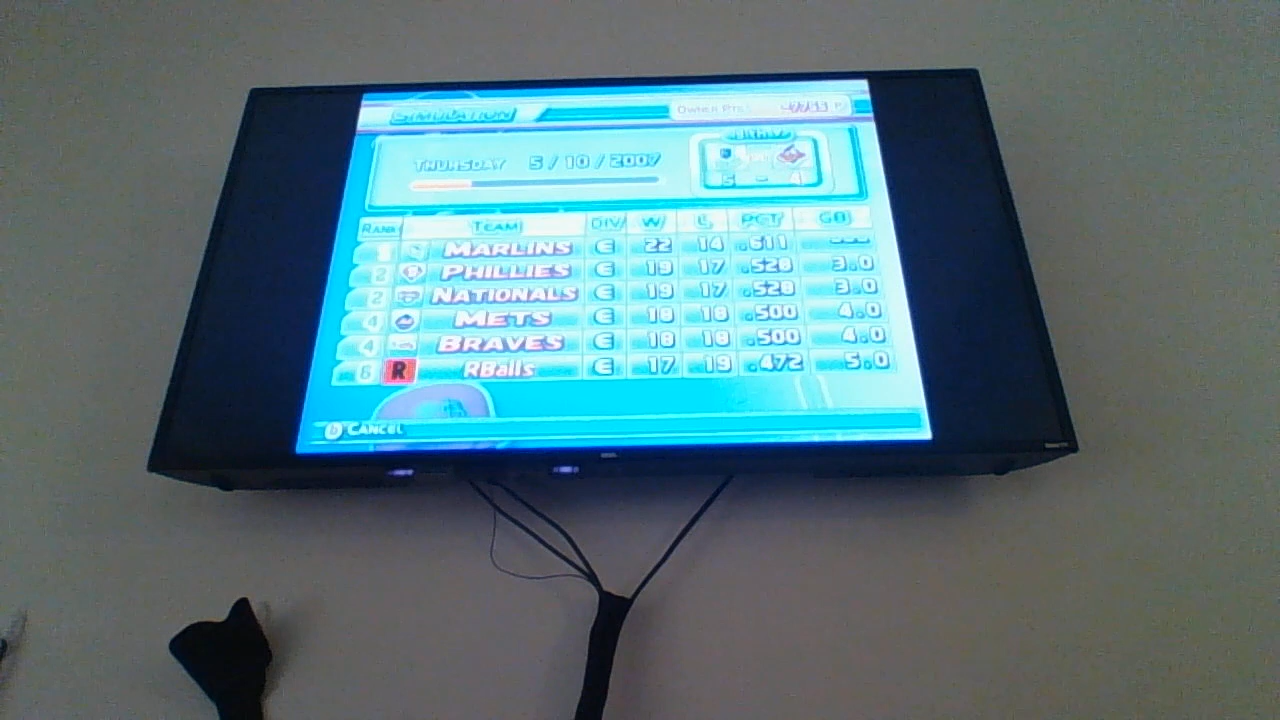 SIMULATION
THURSDAY 5/10/2007
RANK TEAM DIV W L PCT GB
1 MARLINS E 22 14 .611 ---
2 PHILLIES E 19 17 .528 3.0
2 NATIONALS E 19 17 .528 3.0
4 METS E 18 18 .500 4.0
4 BRAVES E 18 18 .500 4.0
6 R RBalls E 17 19 .472 5.0
CANCEL